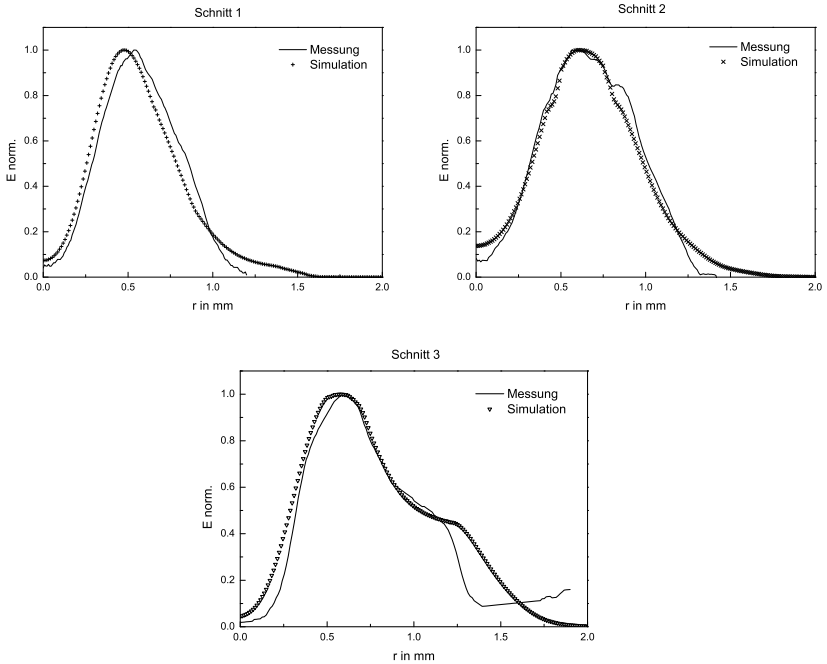 Schnitt 1
Messung
Simulation
1.0
0.8
0.6
0.4
0.2
0.0
E norm.
0.0 0.5 1.0 1.5 2.0
r in mm
Schnitt 2
Messung
Simulation
1.0
0.8
0.6
0.4
0.2
0.0
E norm.
0.0 0.5 1.0 1.5 2.0
r in mm
Schnitt 3
Messung
Simulation
1.0
0.8
0.6
0.4
0.2
0.0
E norm.
0.0 0.5 1.0 1.5 2.0
r in mm